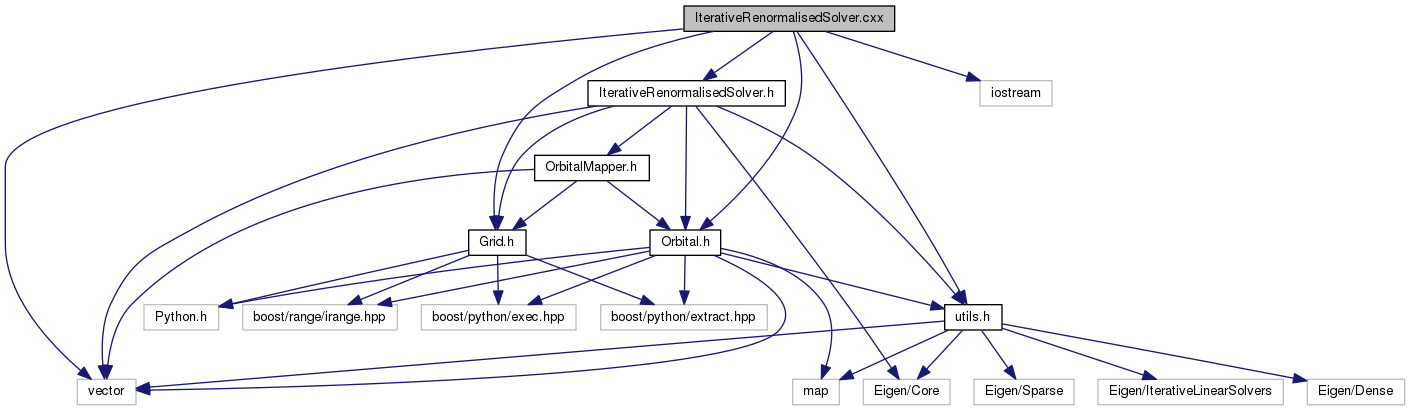 IterativeRenormalisedSolver.cxx
IterativeRenormalisedSolver.h
iostream
OrbitalMapper.h
Grid.h
Orbital.h
Python.h
boost/range/irange.hpp
boost/python/exec.hpp
boost/python/extract.hpp
utils.h
vector
map
Eigen/Core
Eigen/Sparse
Eigen/IterativeLinearSolvers
Eigen/Dense